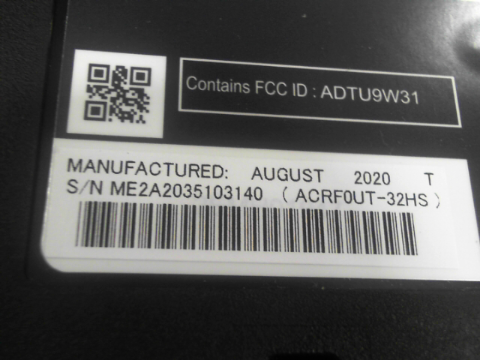 Contains FCC ID : ADTU9W31
MANUFACTURED: AUGUST 2020 T
S/N ME2A2035103140 ( ACRF0UT-32HS )